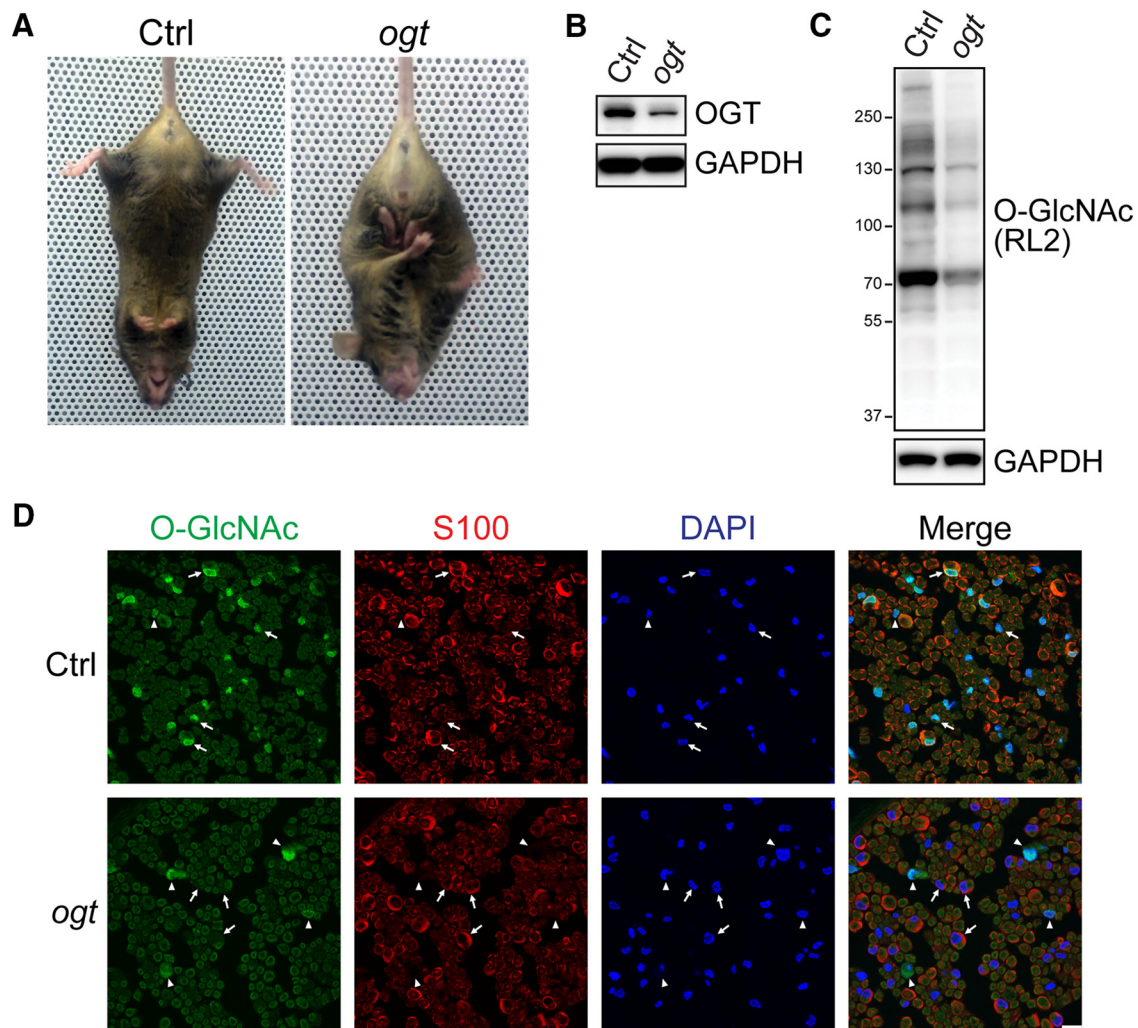 A
Ctrl
ogt
B
Ctrl
ogt
OGT
GAPDH
C
Ctrl
ogt
250
130
100
70
55
37
O-GlcNAc
(RL2)
GAPDH
D
O-GlcNAc
S100
DAPI
Merge
Ctrl
ogt